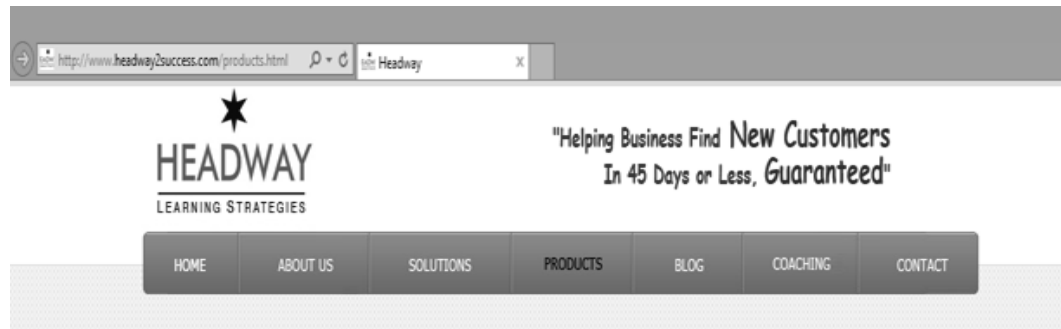 http://www.headway2success.com/products.html
Headway
HEADWAY
LEARNING STRATEGIES
"Helping Business Find New Customers
In 45 Days or Less, Guaranteed"
HOME ABOUT US SOLUTIONS PRODUCTS BLOG COACHING CONTACT